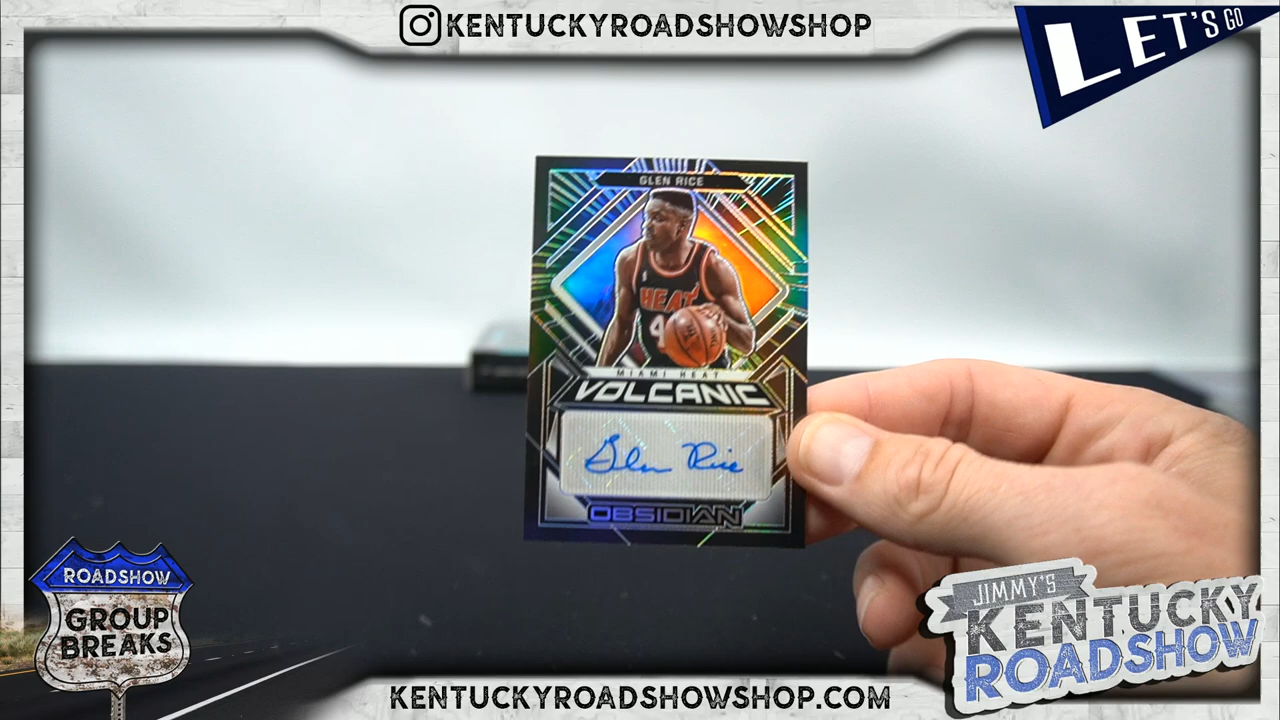 KENTUCKYROADSHOWSHOP
LET'S GO
GLEN RICE
HEAT
4
MIAMI HEAT
VOLCANIC
Glen Rice
OBSIDIAN
ROADSHOW
GROUP
BREAKS
JIMMY'S
KENTUCKY
ROADSHOW
KENTUCKYROADSHOWSHOP.COM